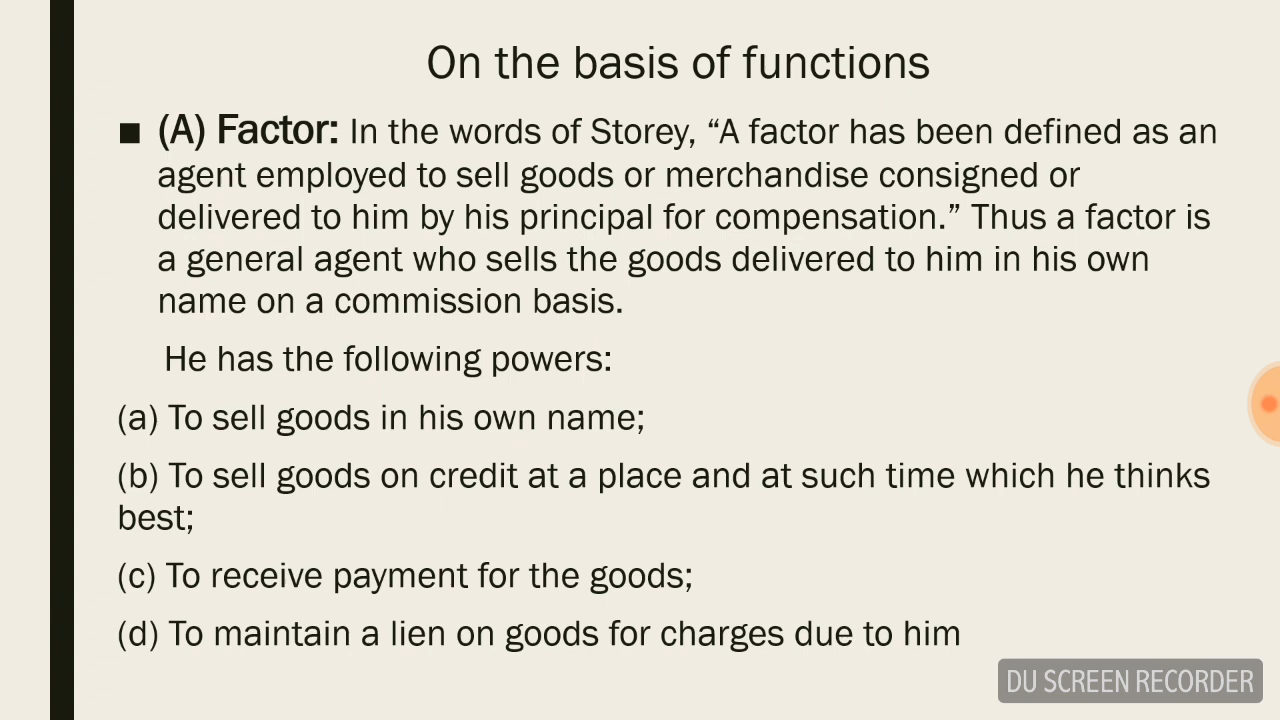 On the basis of functions
■ (A) Factor: In the words of Storey, “A factor has been defined as an
agent employed to sell goods or merchandise consigned or
delivered to him by his principal for compensation.” Thus a factor is
a general agent who sells the goods delivered to him in his own
name on a commission basis.
He has the following powers:
(a) To sell goods in his own name;
(b) To sell goods on credit at a place and at such time which he thinks
best;
(c) To receive payment for the goods;
(d) To maintain a lien on goods for charges due to him
DU SCREEN RECORDER